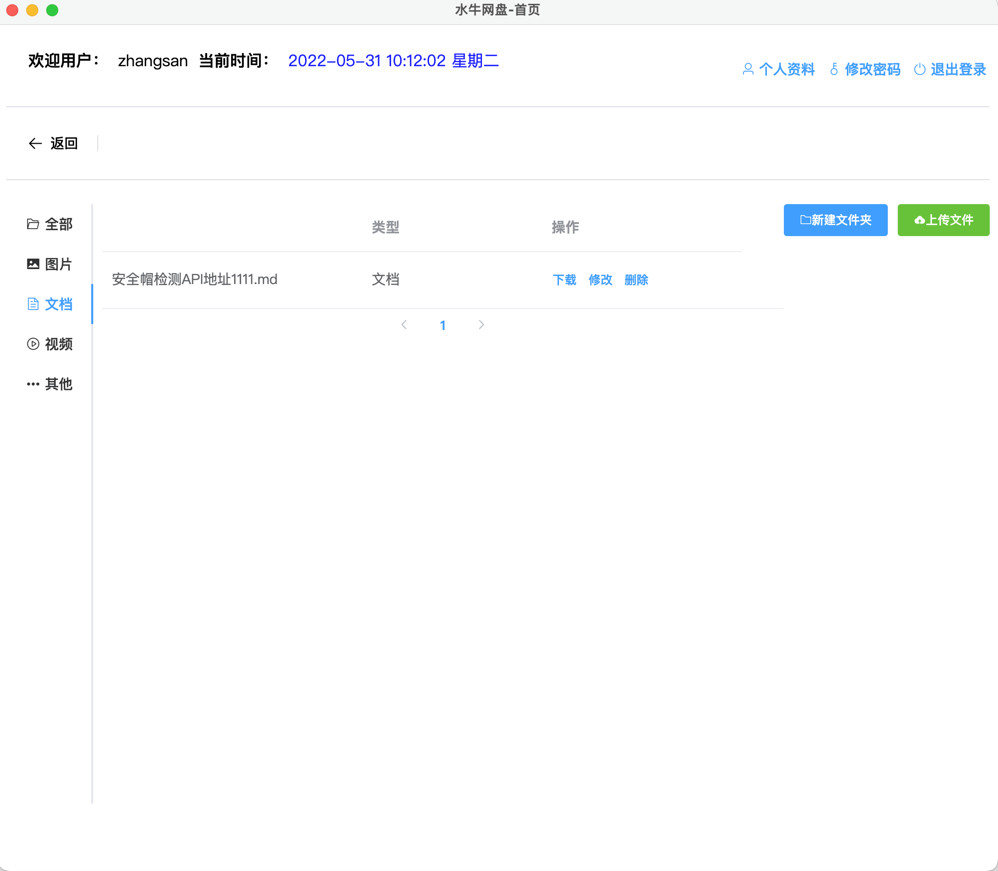 水牛网盘-首页
欢迎用户： zhangsan 当前时间： 2022-05-31 10:12:02 星期二
个人资料 修改密码 退出登录
返回
全部
图片
文档
视频
其他
类型 操作
安全帽检测API地址1111.md 文档 下载 修改 删除
1
新建文件夹 上传文件